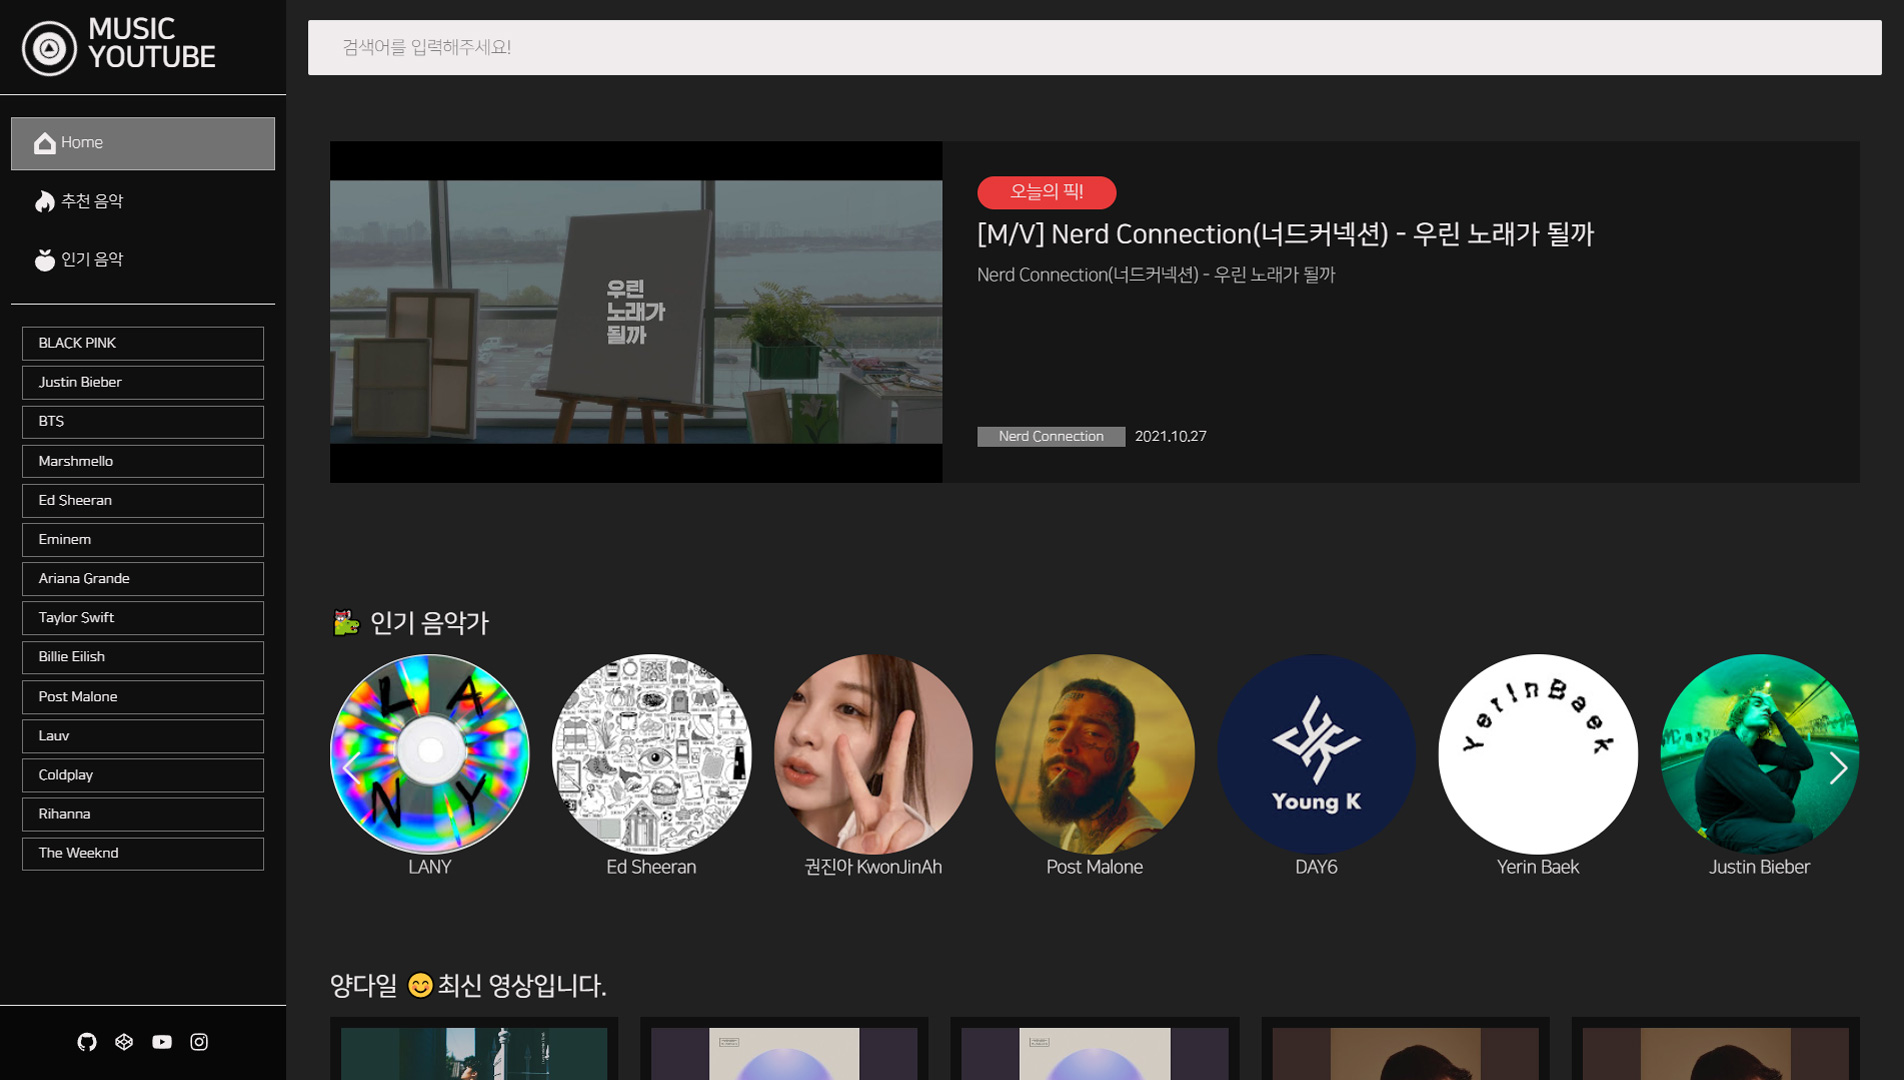 MUSIC
YOUTUBE
검색어를 입력해주세요!
Home
추천 음악
인기 음악
BLACK PINK
Justin Bieber
BTS
Marshmello
Ed Sheeran
Eminem
Ariana Grande
Taylor Swift
Billie Eilish
Post Malone
Lauv
Coldplay
Rihanna
The Weeknd
우린
노래가
될까
오늘의 픽!
[M/V] Nerd Connection(너드커넥션) - 우린 노래가 될까
Nerd Connection(너드커넥션) - 우린 노래가 될까
Nerd Connection 2021.10.27
인기 음악가
L A
N Y
Young K
YerIn Baek
LANY
Ed Sheeran
권진아 KwonJinAh
Post Malone
DAY6
Yerin Baek
Justin Bieber
양다일 😊최신 영상입니다.